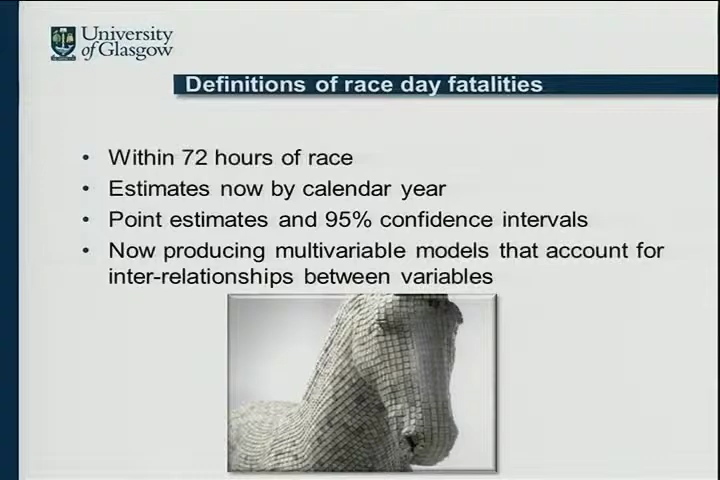 University
of Glasgow
Definitions of race day fatalities
• Within 72 hours of race
• Estimates now by calendar year
• Point estimates and 95% confidence intervals
• Now producing multivariable models that account for
inter-relationships between variables